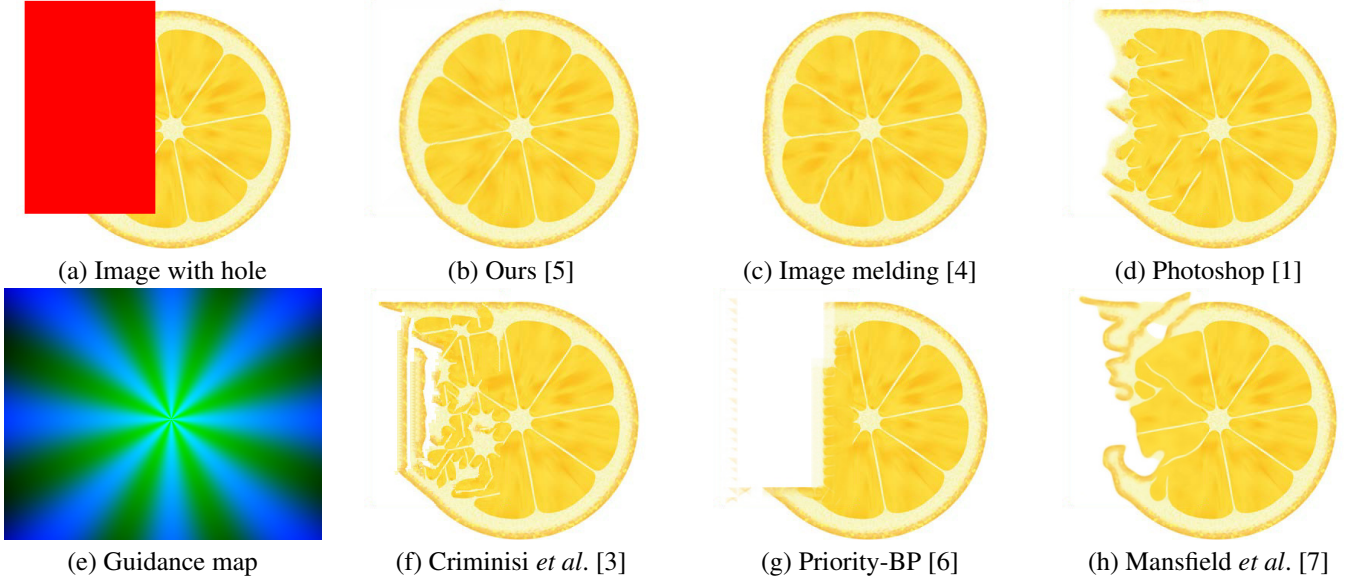 (a) Image with hole
(b) Ours [5]
(c) Image melding [4]
(d) Photoshop [1]
(e) Guidance map
(f) Criminisi et al. [3]
(g) Priority-BP [6]
(h) Mansfield et al. [7]